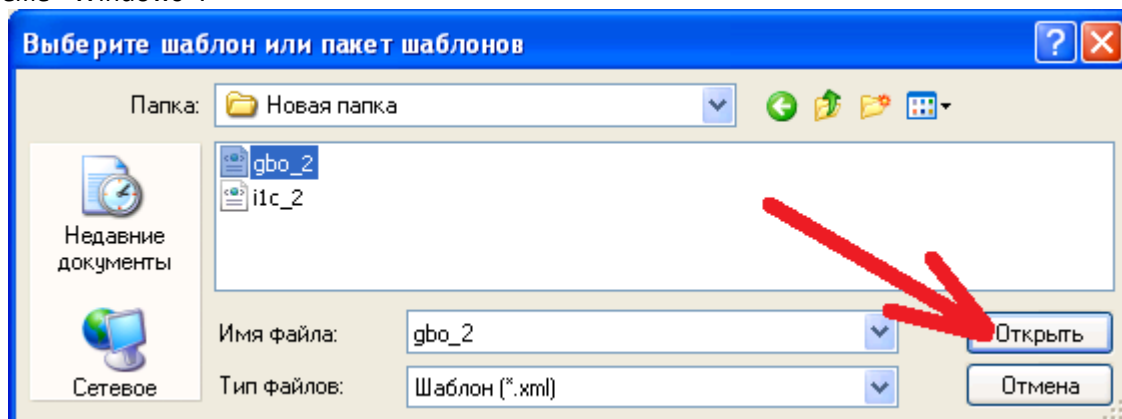 Windows
Выберите шаблон или пакет шаблонов
Папка: Новая папка
gbo_2
i1c_2
Недавние
документы
Имя файла: gbo_2 Открыть
Сетевое Тип файлов: Шаблон (*.xml) Отмена